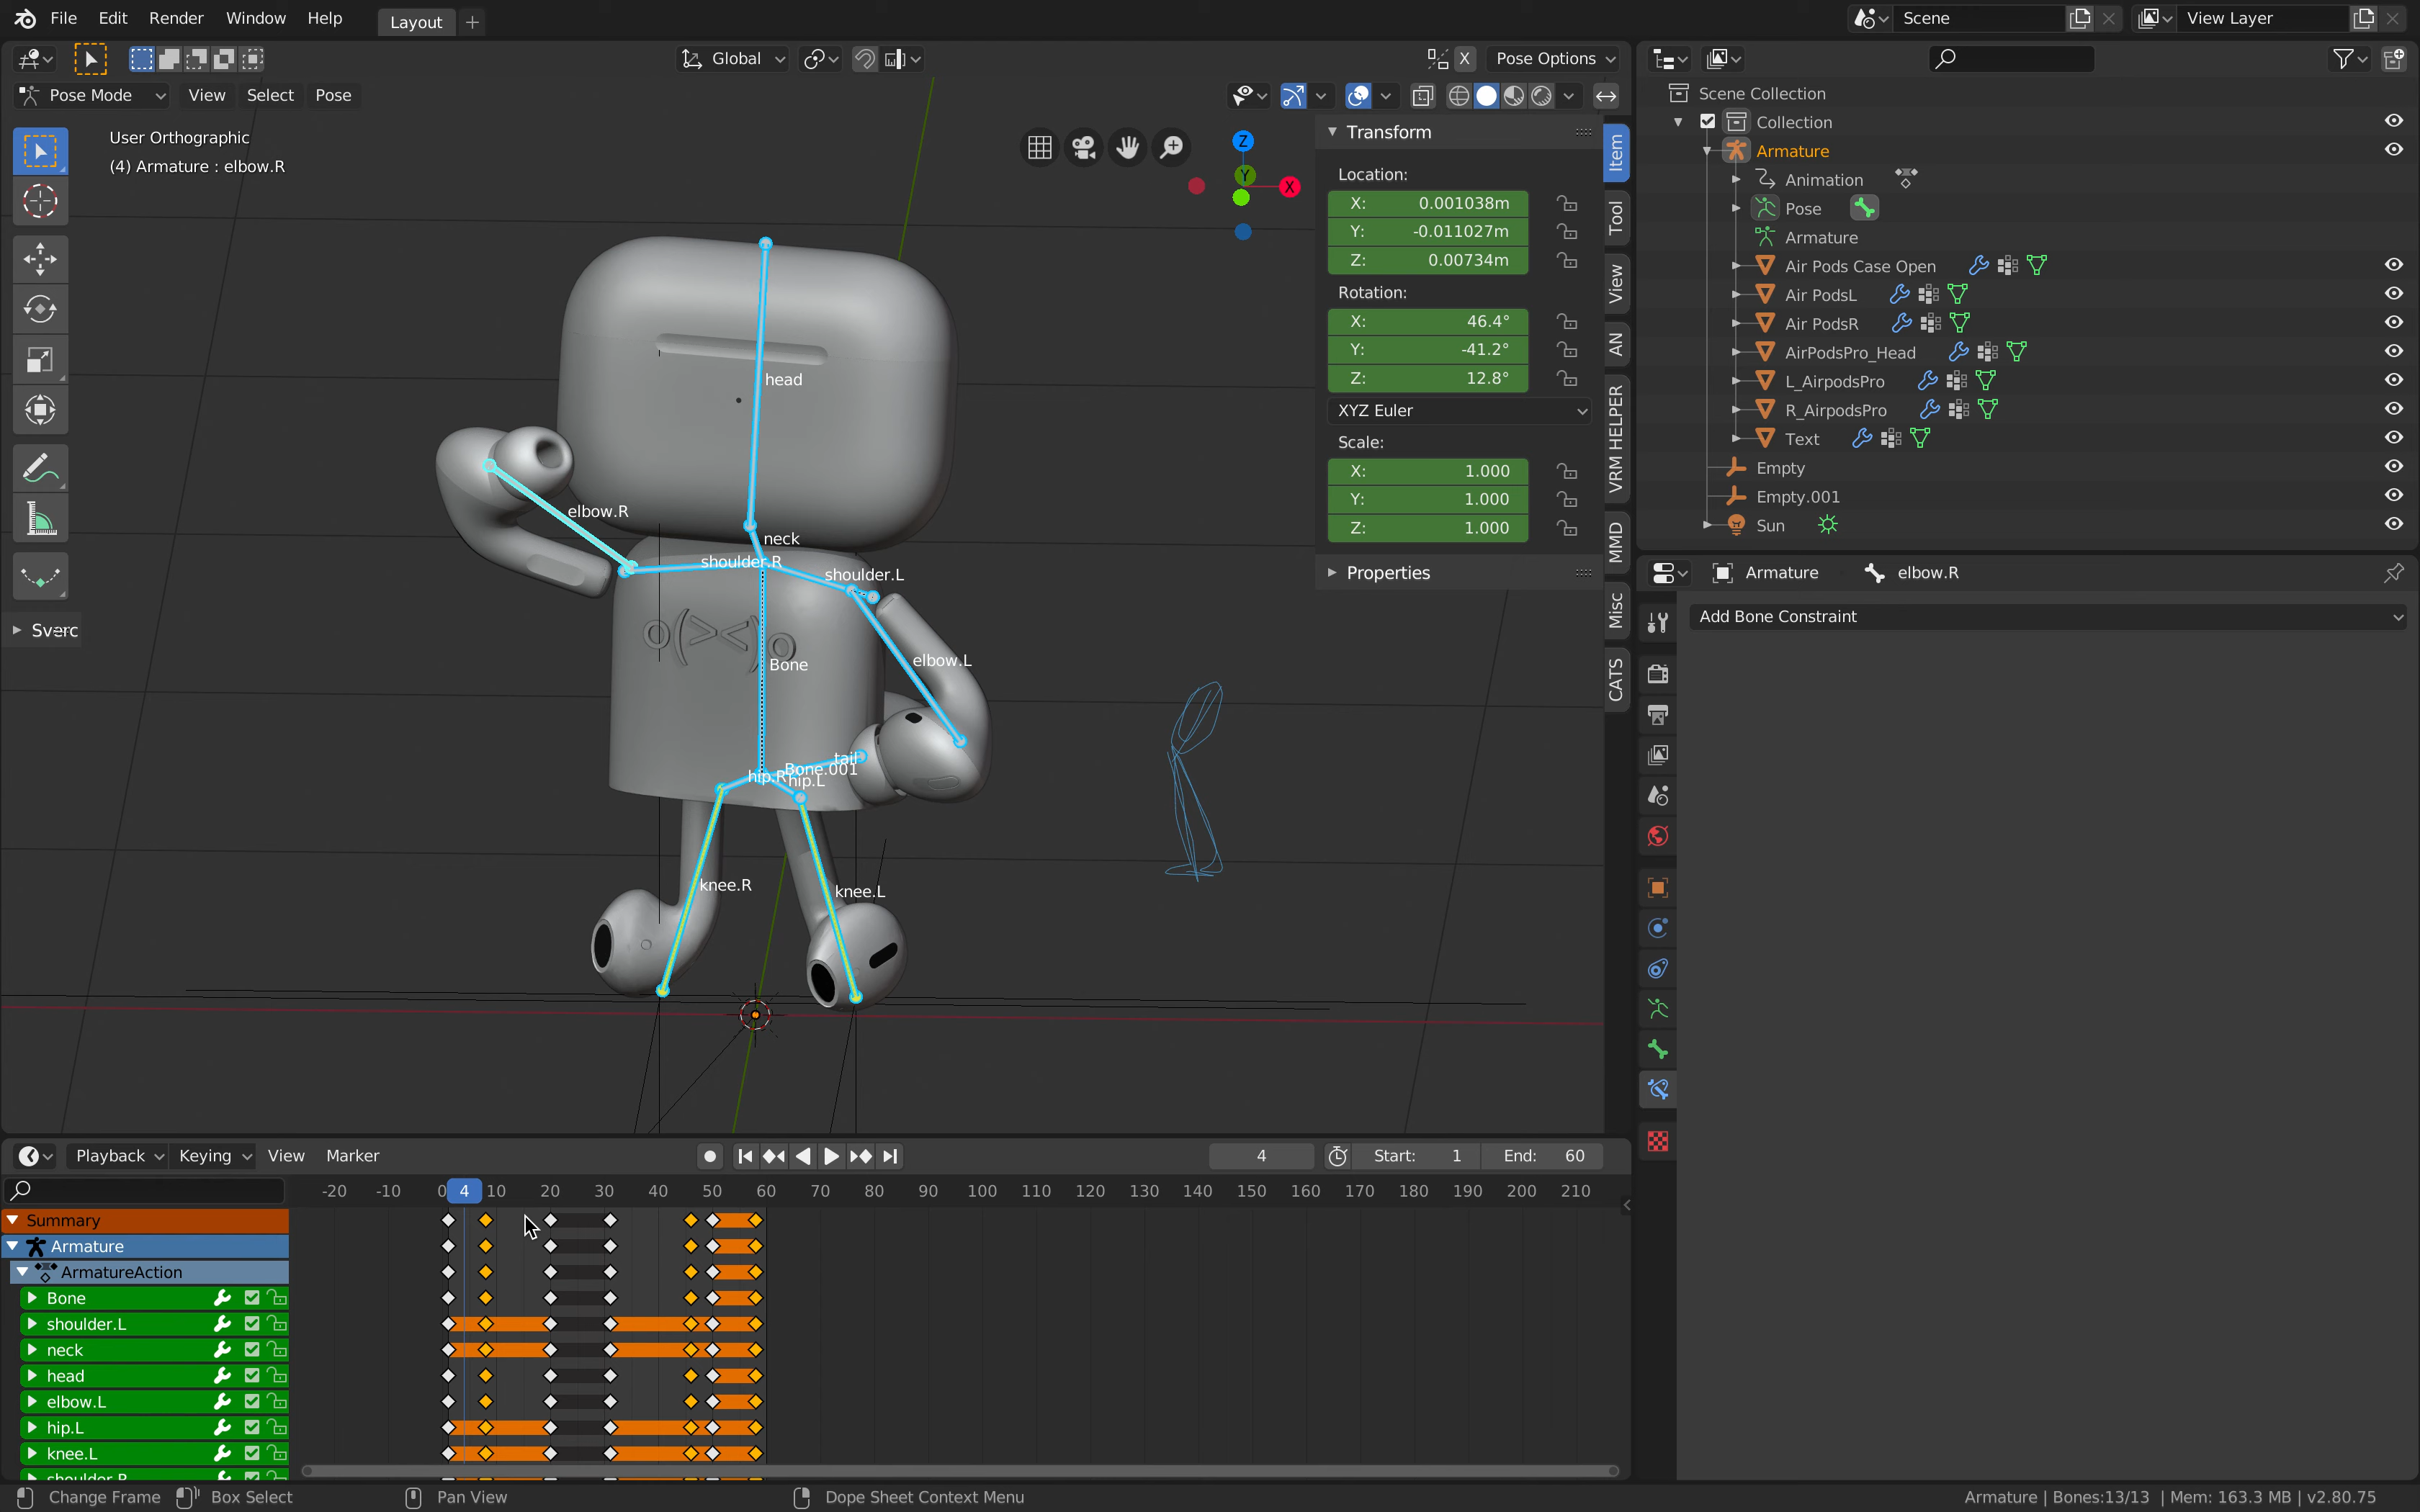 File Edit Render Window Help Layout + Scene View Layer
Global X Pose Options
Pose Mode View Select Pose
User Orthographic
(4) Armature : elbow.R
Z
Y
X
head
elbow.R
neck
shoulder.R
shoulder.L
o(><)o
Bone
elbow.L
tail
Bone.001
hip.R
hip.L
knee.R
knee.L
Transform
Location:
X: 0.001038m
Y: -0.011027m
Z: 0.00734m
Rotation:
X: 46.4°
Y: -41.2°
Z: 12.8°
XYZ Euler
Scale:
X: 1.000
Y: 1.000
Z: 1.000
Properties
Item
Tool
View
AN
VRM HELPER
MMD
Misc
CATS
Scene Collection
Collection
Armature
Animation
Pose
Armature
Air Pods Case Open
Air PodsL
Air PodsR
AirPodsPro_Head
L_AirpodsPro
R_AirpodsPro
Text
Empty
Empty.001
Sun
Armature elbow.R
Add Bone Constraint
Playback Keying View Marker 4 Start: 1 End: 60
-20 -10 0 4 10 20 30 40 50 60 70 80 90 100 110 120 130 140 150 160 170 180 190 200 210
Summary
Armature
ArmatureAction
Bone
shoulder.L
neck
head
elbow.L
hip.L
knee.L
shoulder.R
Change Frame Box Select Pan View Dope Sheet Context Menu Armature | Bones:13/13 | Mem: 163.3 MB | v2.80.75